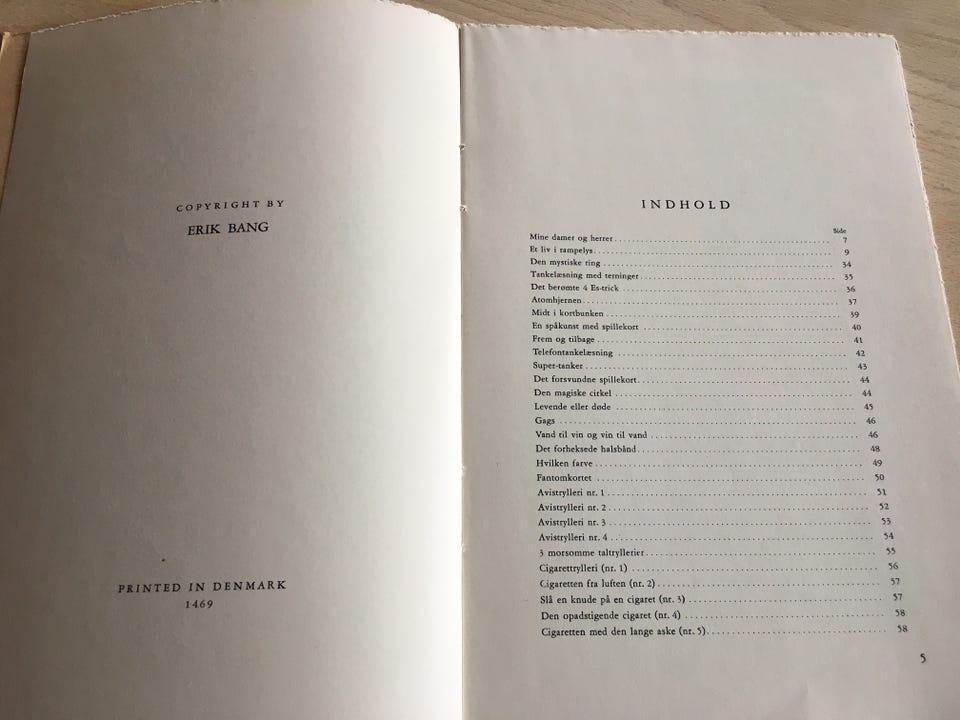 COPYRIGHT BY
ERIK BANG
PRINTED IN DENMARK
1469
INDHOLD
Side
Mine damer og herrer 7
Et liv i rampelys 9
Den mystiske ring 34
Tankelæsning med terninger 35
Det berømte 4 Es-trick 36
Atomhjernen 37
Midt i kortbunken 39
En spåkunst med spillekort 40
Frem og tilbage 41
Telefontankelæsning 42
Super-tanker 43
Det forsvundne spillekort 44
Den magiske cirkel 44
Levende eller døde 45
Gags 46
Vand til vin og vin til vand 46
Det forheksede halsbånd 48
Hvilken farve 49
Fantomkortet 50
Avistrylleri nr. 1 51
Avistrylleri nr. 2 52
Avistrylleri nr. 3 53
Avistrylleri nr. 4 54
3 morsomme taltryllerier 55
Cigarettrylleri (nr. 1) 56
Cigaretten fra luften (nr. 2) 57
Slå en knude på en cigaret (nr. 3) 57
Den opadstigende cigaret (nr. 4) 58
Cigaretten med den lange aske (nr. 5) 58
5